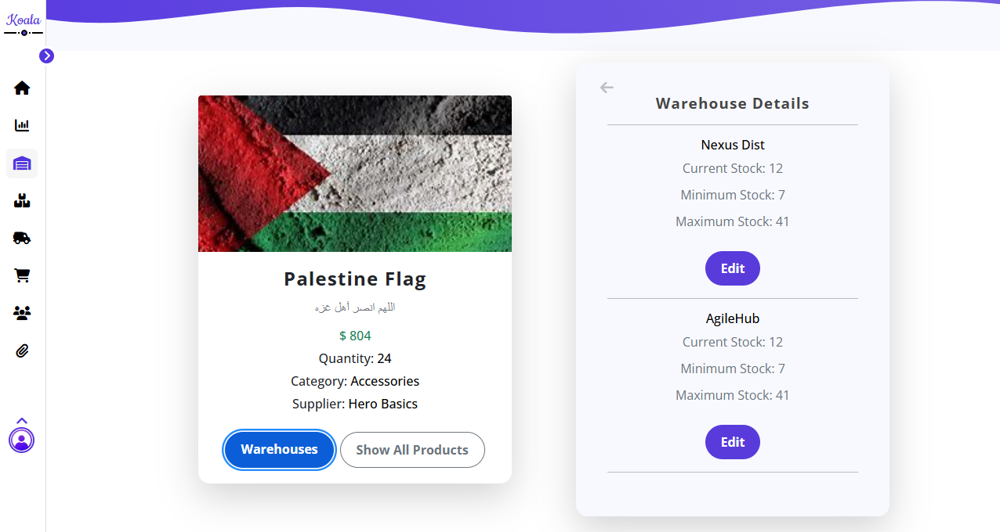 Koala
Palestine Flag
اللهم انصر أهل غزه
$ 804
Quantity: 24
Category: Accessories
Supplier: Hero Basics
Warehouses
Show All Products
Warehouse Details
Nexus Dist
Current Stock: 12
Minimum Stock: 7
Maximum Stock: 41
Edit
AgileHub
Current Stock: 12
Minimum Stock: 7
Maximum Stock: 41
Edit